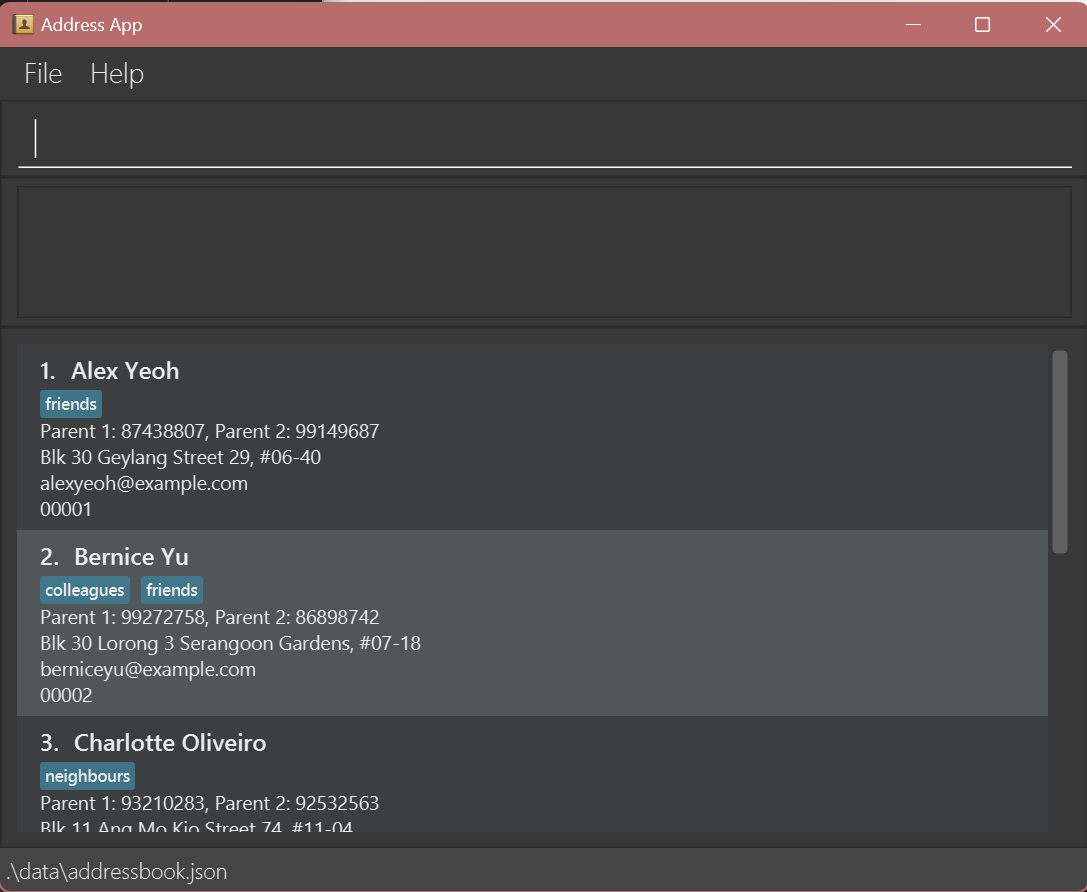 Address App
File Help
1. Alex Yeoh
friends
Parent 1: 87438807, Parent 2: 99149687
Blk 30 Geylang Street 29, #06-40
alexyeoh@example.com
00001
2. Bernice Yu
colleagues friends
Parent 1: 99272758, Parent 2: 86898742
Blk 30 Lorong 3 Serangoon Gardens, #07-18
berniceyu@example.com
00002
3. Charlotte Oliveiro
neighbours
Parent 1: 93210283, Parent 2: 92532563
Blk 11 Ang Mo Kio Street 74, #11-04
.\data\addressbook.json